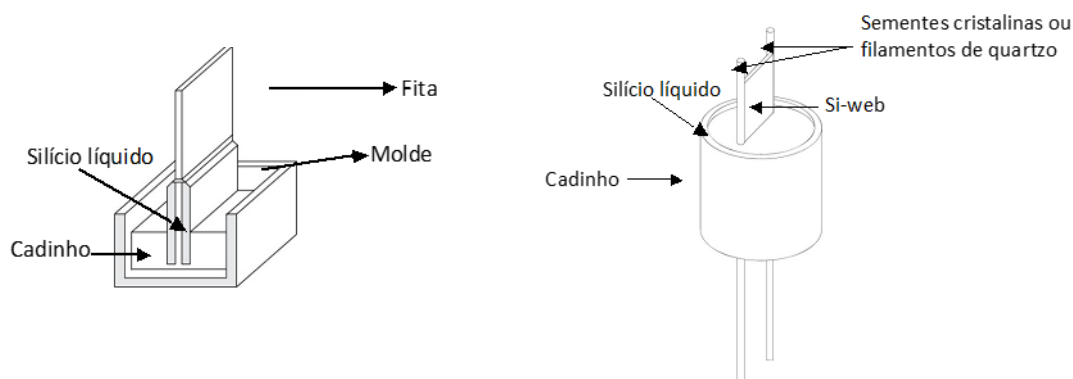 Fita
Silício líquido
Molde
Cadinho
Sementes cristalinas ou
filamentos de quartzo
Silício líquido
Si-web
Cadinho